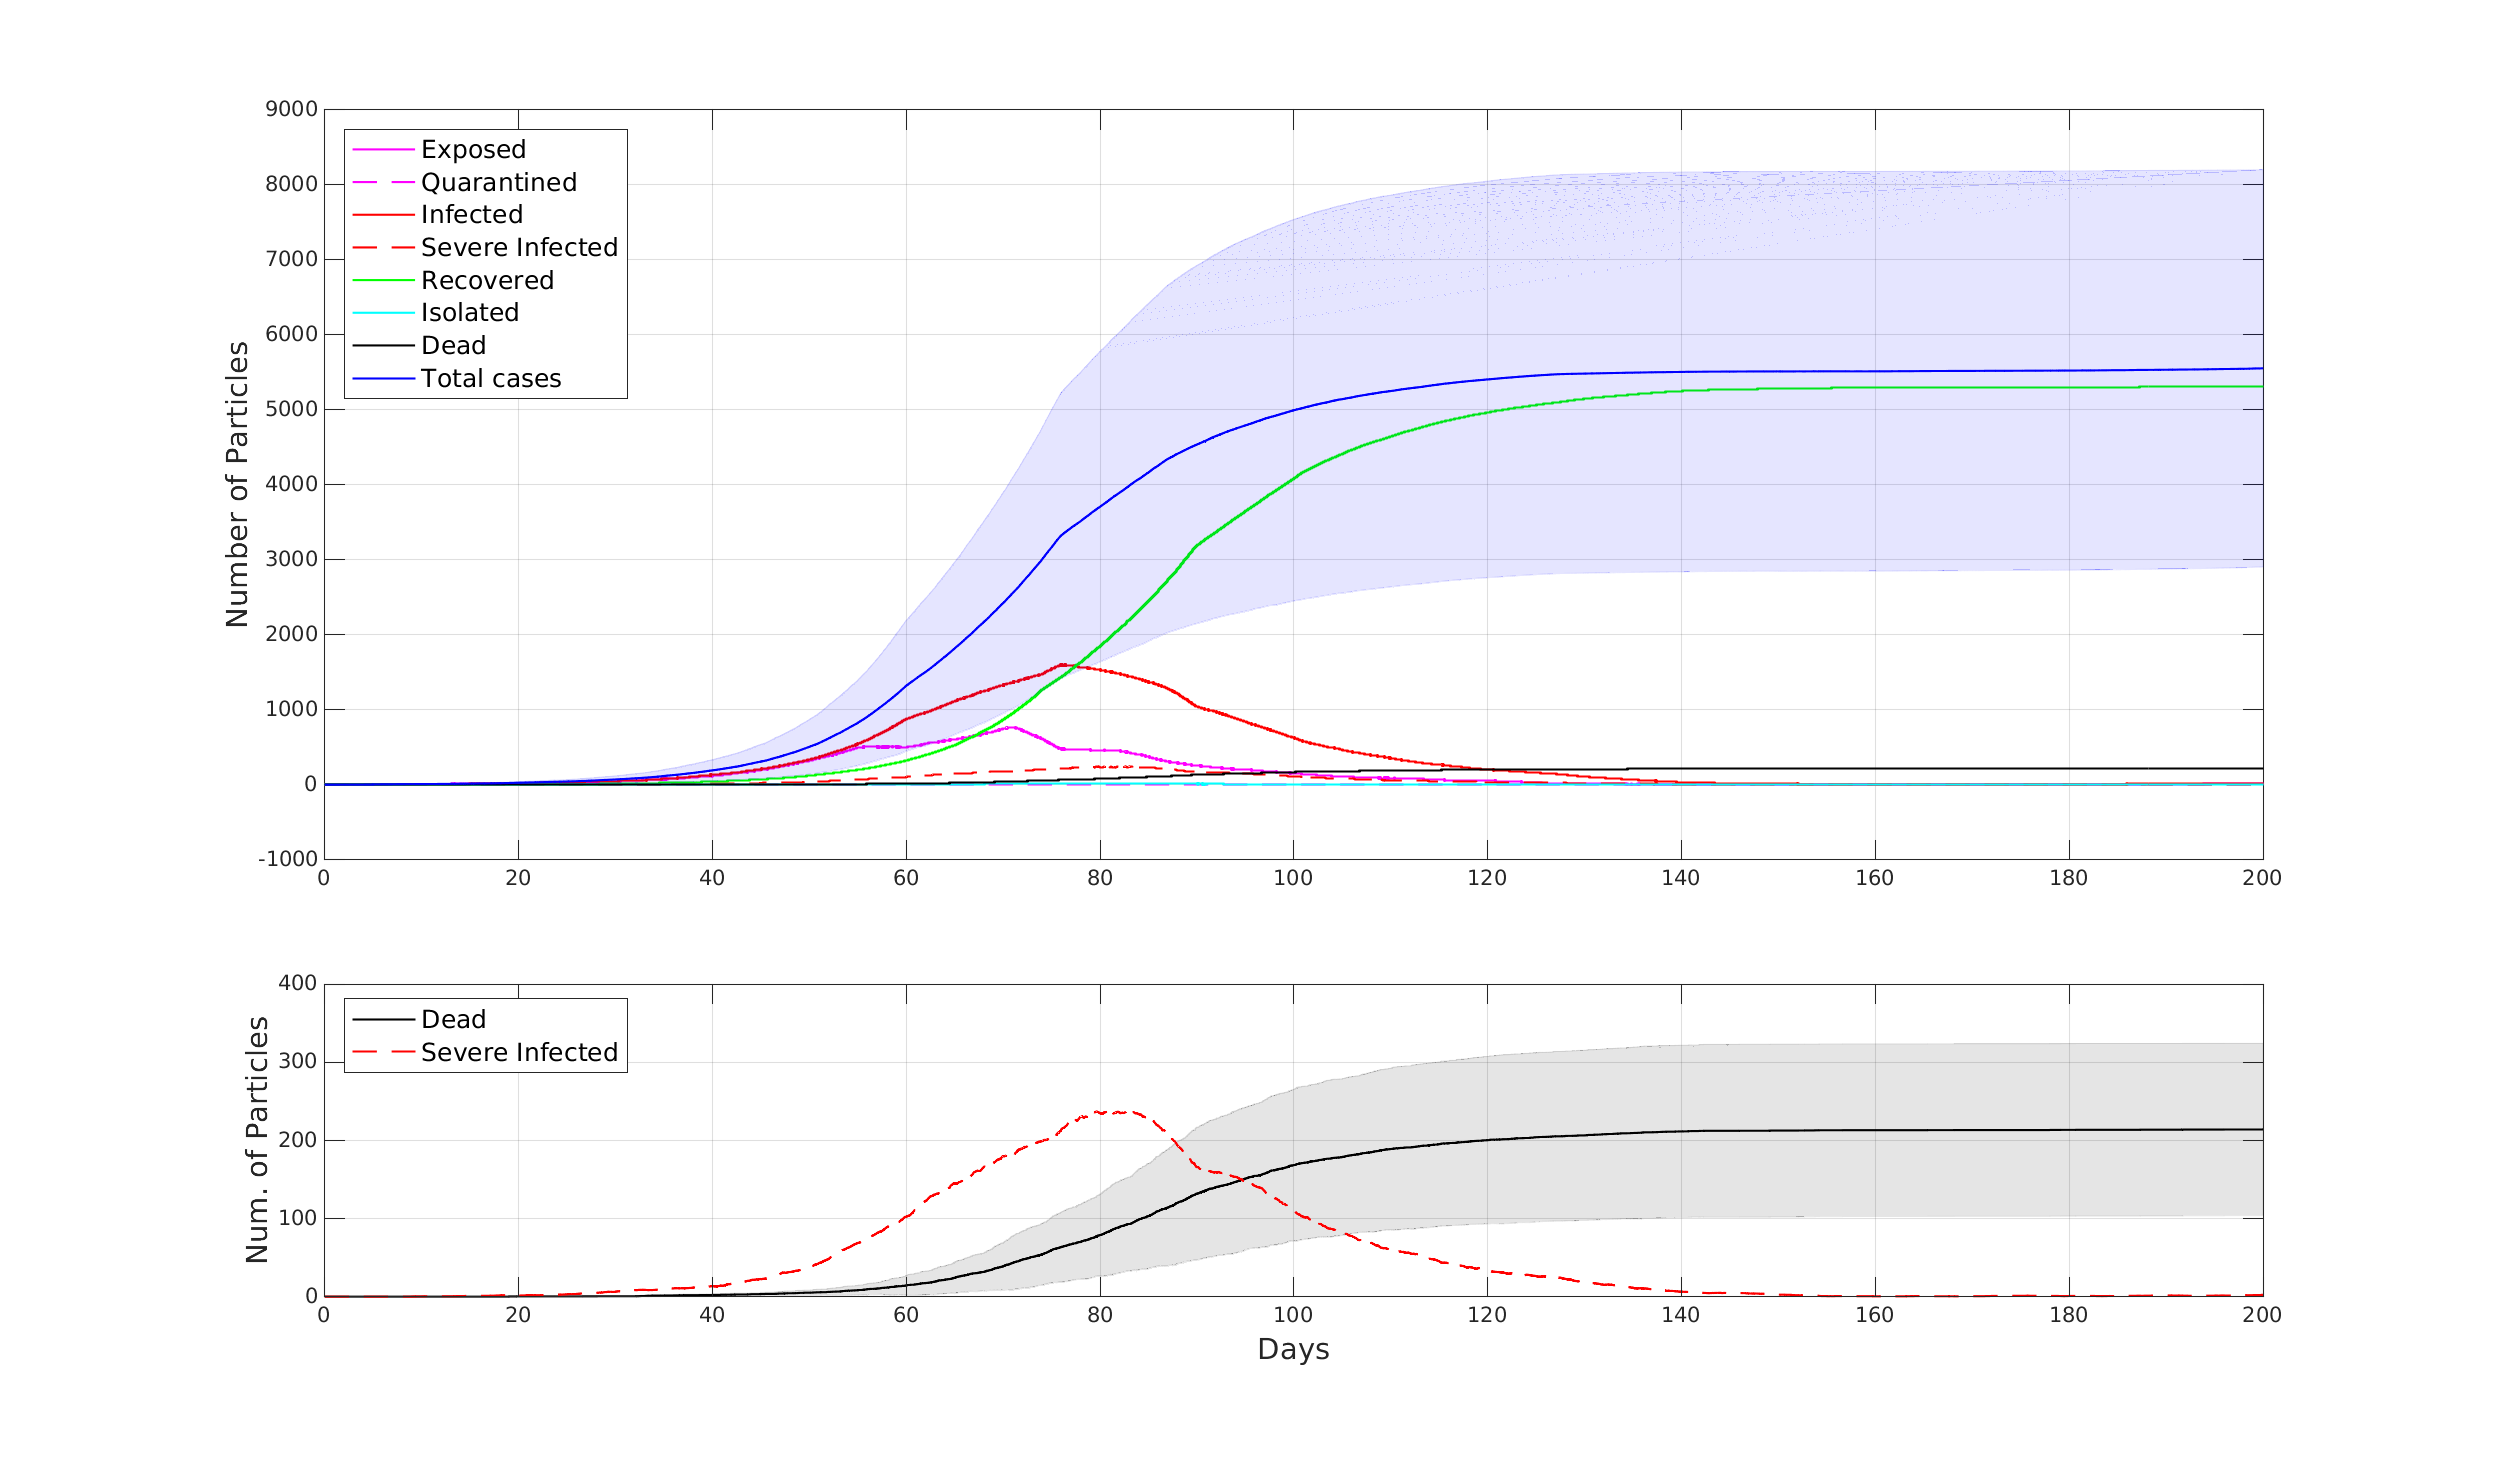 9000
8000
7000
6000
5000
4000
3000
2000
1000
0
-1000
Number of Particles
Exposed
Quarantined
Infected
Severe Infected
Recovered
Isolated
Dead
Total cases
0 20 40 60 80 100 120 140 160 180 200
400
300
200
100
0
Num. of Particles
Dead
Severe Infected
0 20 40 60 80 100 120 140 160 180 200
Days